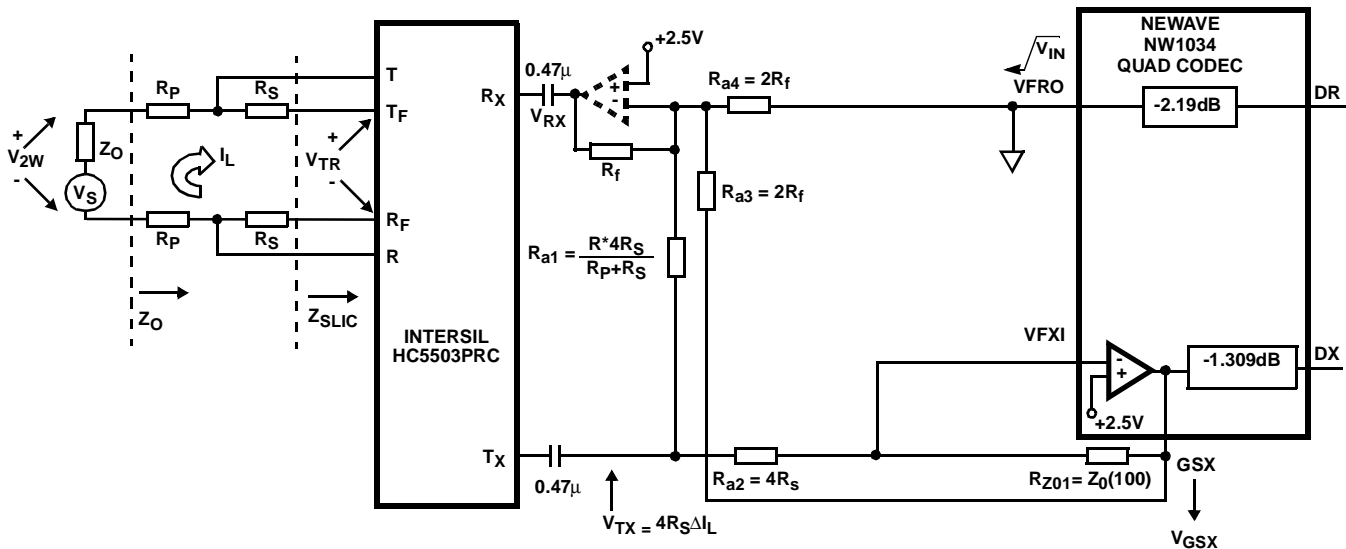 NEWAVE
NW1034
QUAD CODEC
+2.5V
V_IN
VFRO
-2.19dB
DR
0.47μ
R_a4 = 2R_f
R_P
R_S
T
R_X
+
-
V_RX
T_F
+
V_2W
-
Z_O
I_L
+
V_TR
-
R_f
R_a3 = 2R_f
V_S
R_F
R_P
R_S
R
R_a1 = R*4R_S / R_P+R_S
Z_O
Z_SLIC
INTERSIL
HC5503PRC
VFXI
-
+
-1.309dB
DX
+2.5V
T_X
0.47μ
R_a2 = 4R_s
R_Z01 = Z_0(100)
GSX
V_TX = 4R_SΔI_L
V_GSX